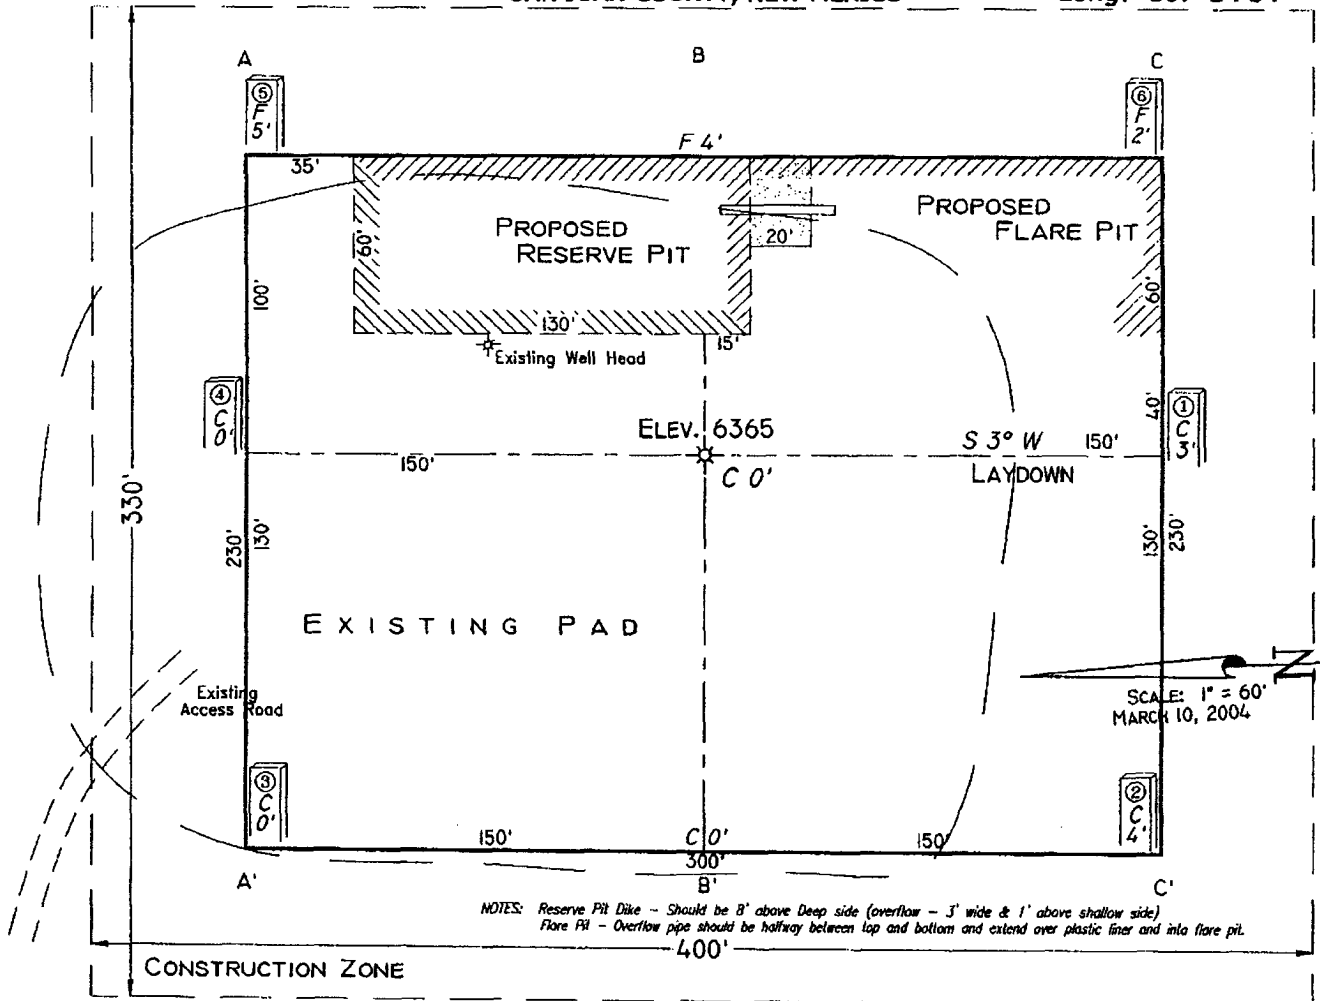 A
B
C
⑤
F
5'
⑥
F
2'
F 4'
35'
PROPOSED
RESERVE PIT
PROPOSED
FLARE PIT
20'
60'
60'
100'
130'
15'
Existing Well Head
④
C
0'
40'
①
C
3'
ELEV. 6365
S 3° W
150'
150'
LAYDOWN
C 0'
330'
230'
130'
130'
230'
EXISTING PAD
N
Existing
Access Road
SCALE: 1" = 60'
MARCH 10, 2004
③
C
0'
②
C
4'
150'
C 0'
150'
300'
A'
B'
C'
NOTES: Reserve Pit Dike - Should be 8' above Deep side (overflow - 3' wide & 1' above shallow side)
Flare Pit - Overflow pipe should be halfway between top and bottom and extend over plastic liner and into flare pit.
400'
CONSTRUCTION ZONE